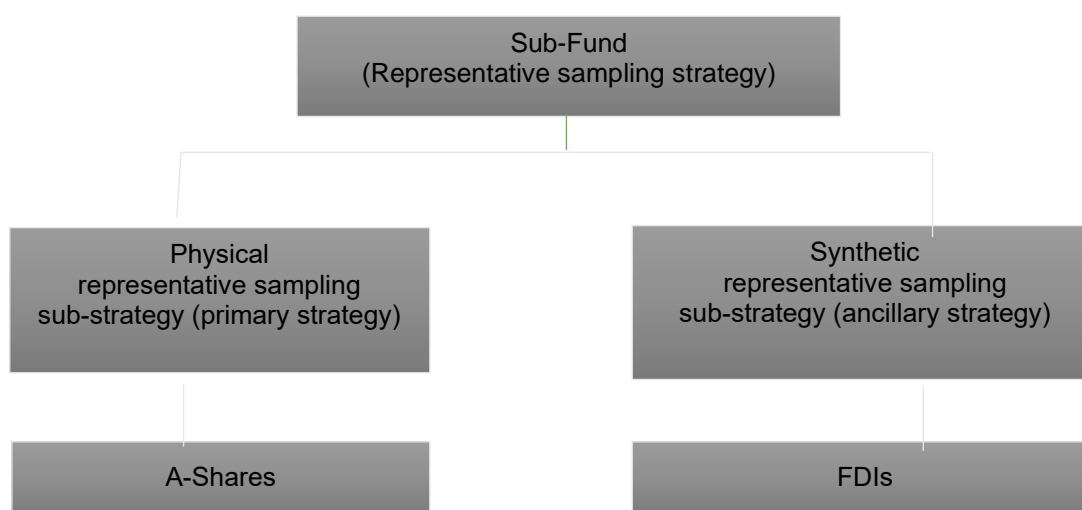 Sub-Fund
(Representative sampling strategy)
Physical
representative sampling
sub-strategy (primary strategy)
Synthetic
representative sampling
sub-strategy (ancillary strategy)
A-Shares
FDIs